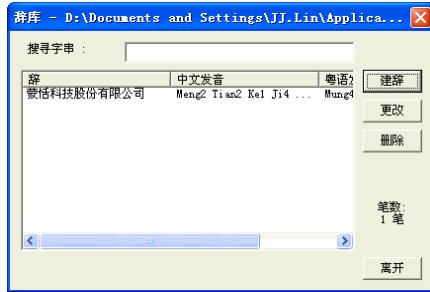 辞库 - D:\Documents and Settings\JJ.Lin\Applica...
搜寻字串 :
辞 中文发音 粤语发
蒙恬科技股份有限公司 Meng2 Tian2 Ke1 Ji4 ... Mung4
建辞
更改
删除
笔数:
1 笔
离开